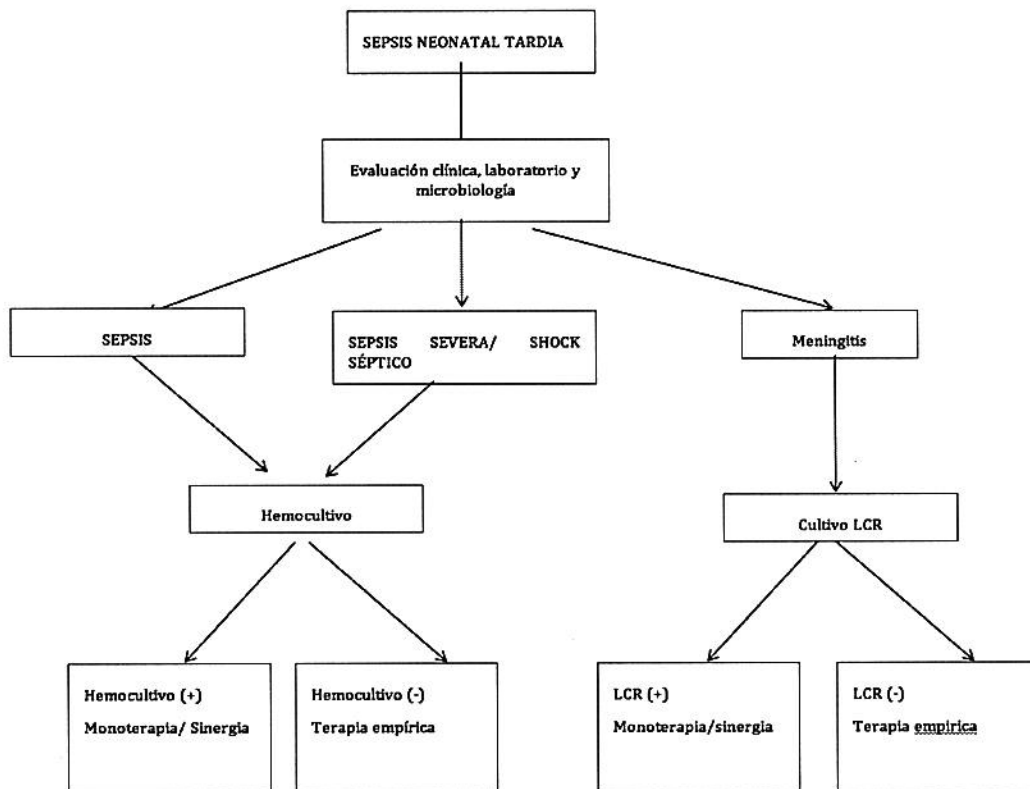 SEPSIS NEONATAL TARDIA
Evaluación clínica, laboratorio y
microbiología
SEPSIS
SEPSIS SEVERA/ SHOCK
SÉPTICO
Meningitis
Hemocultivo
Cultivo LCR
Hemocultivo (+)
Monoterapia/ Sinergia
Hemocultivo (-)
Terapia empírica
LCR (+)
Monoterapia/sinergia
LCR (-)
Terapia empirica